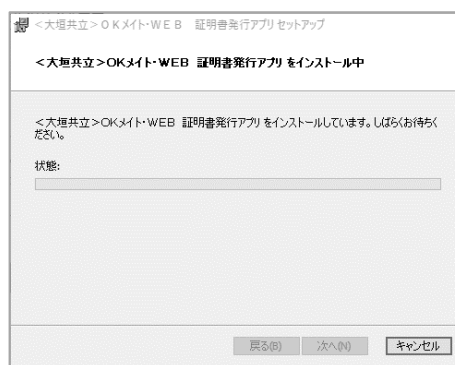 <大垣共立>OKメイト・WEB 証明書発行アプリ セットアップ
<大垣共立>OKメイト・WEB 証明書発行アプリ をインストール中
<大垣共立>OKメイト・WEB 証明書発行アプリ をインストールしています。しばらくお待ちく
ださい。
状態:
戻る(B) 次へ(N) キャンセル